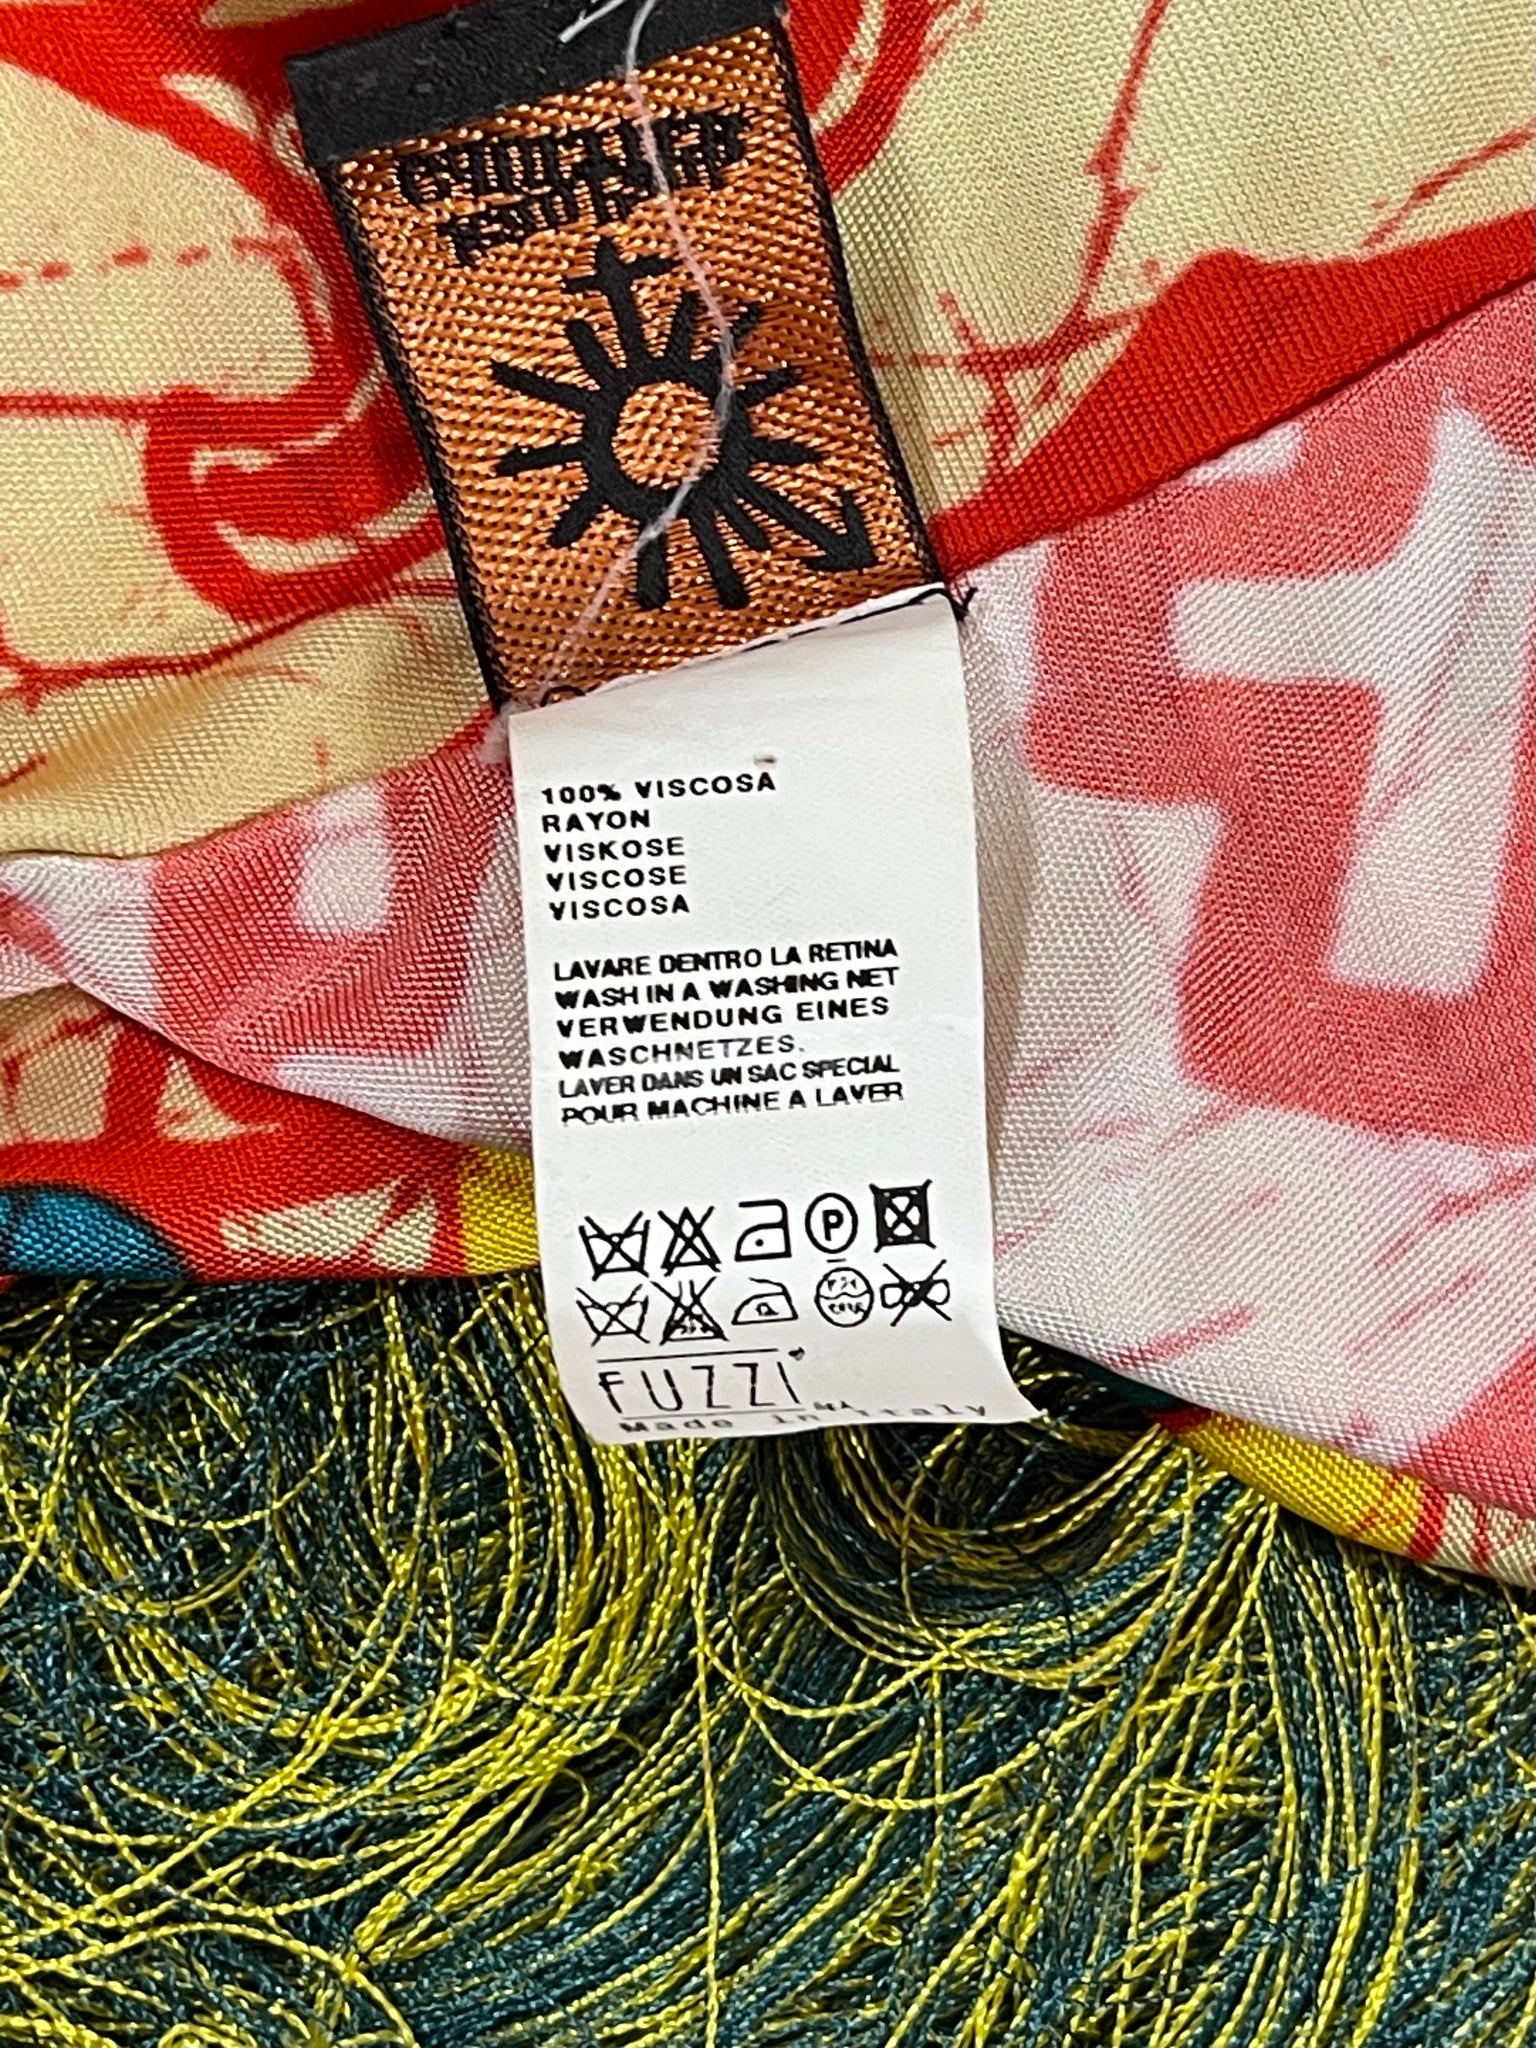 100% VISCOSA
RAYON
VISKOSE
VISCOSE
VISCOSA
LAVARE DENTRO LA RETINA
WASH IN A WASHING NET
VERWENDUNG EINES
WASCHNETZES.
LAVER DANS UN SAC SPECIAL
POUR MACHINE A LAVER
P
FUZZI
Made in Italy